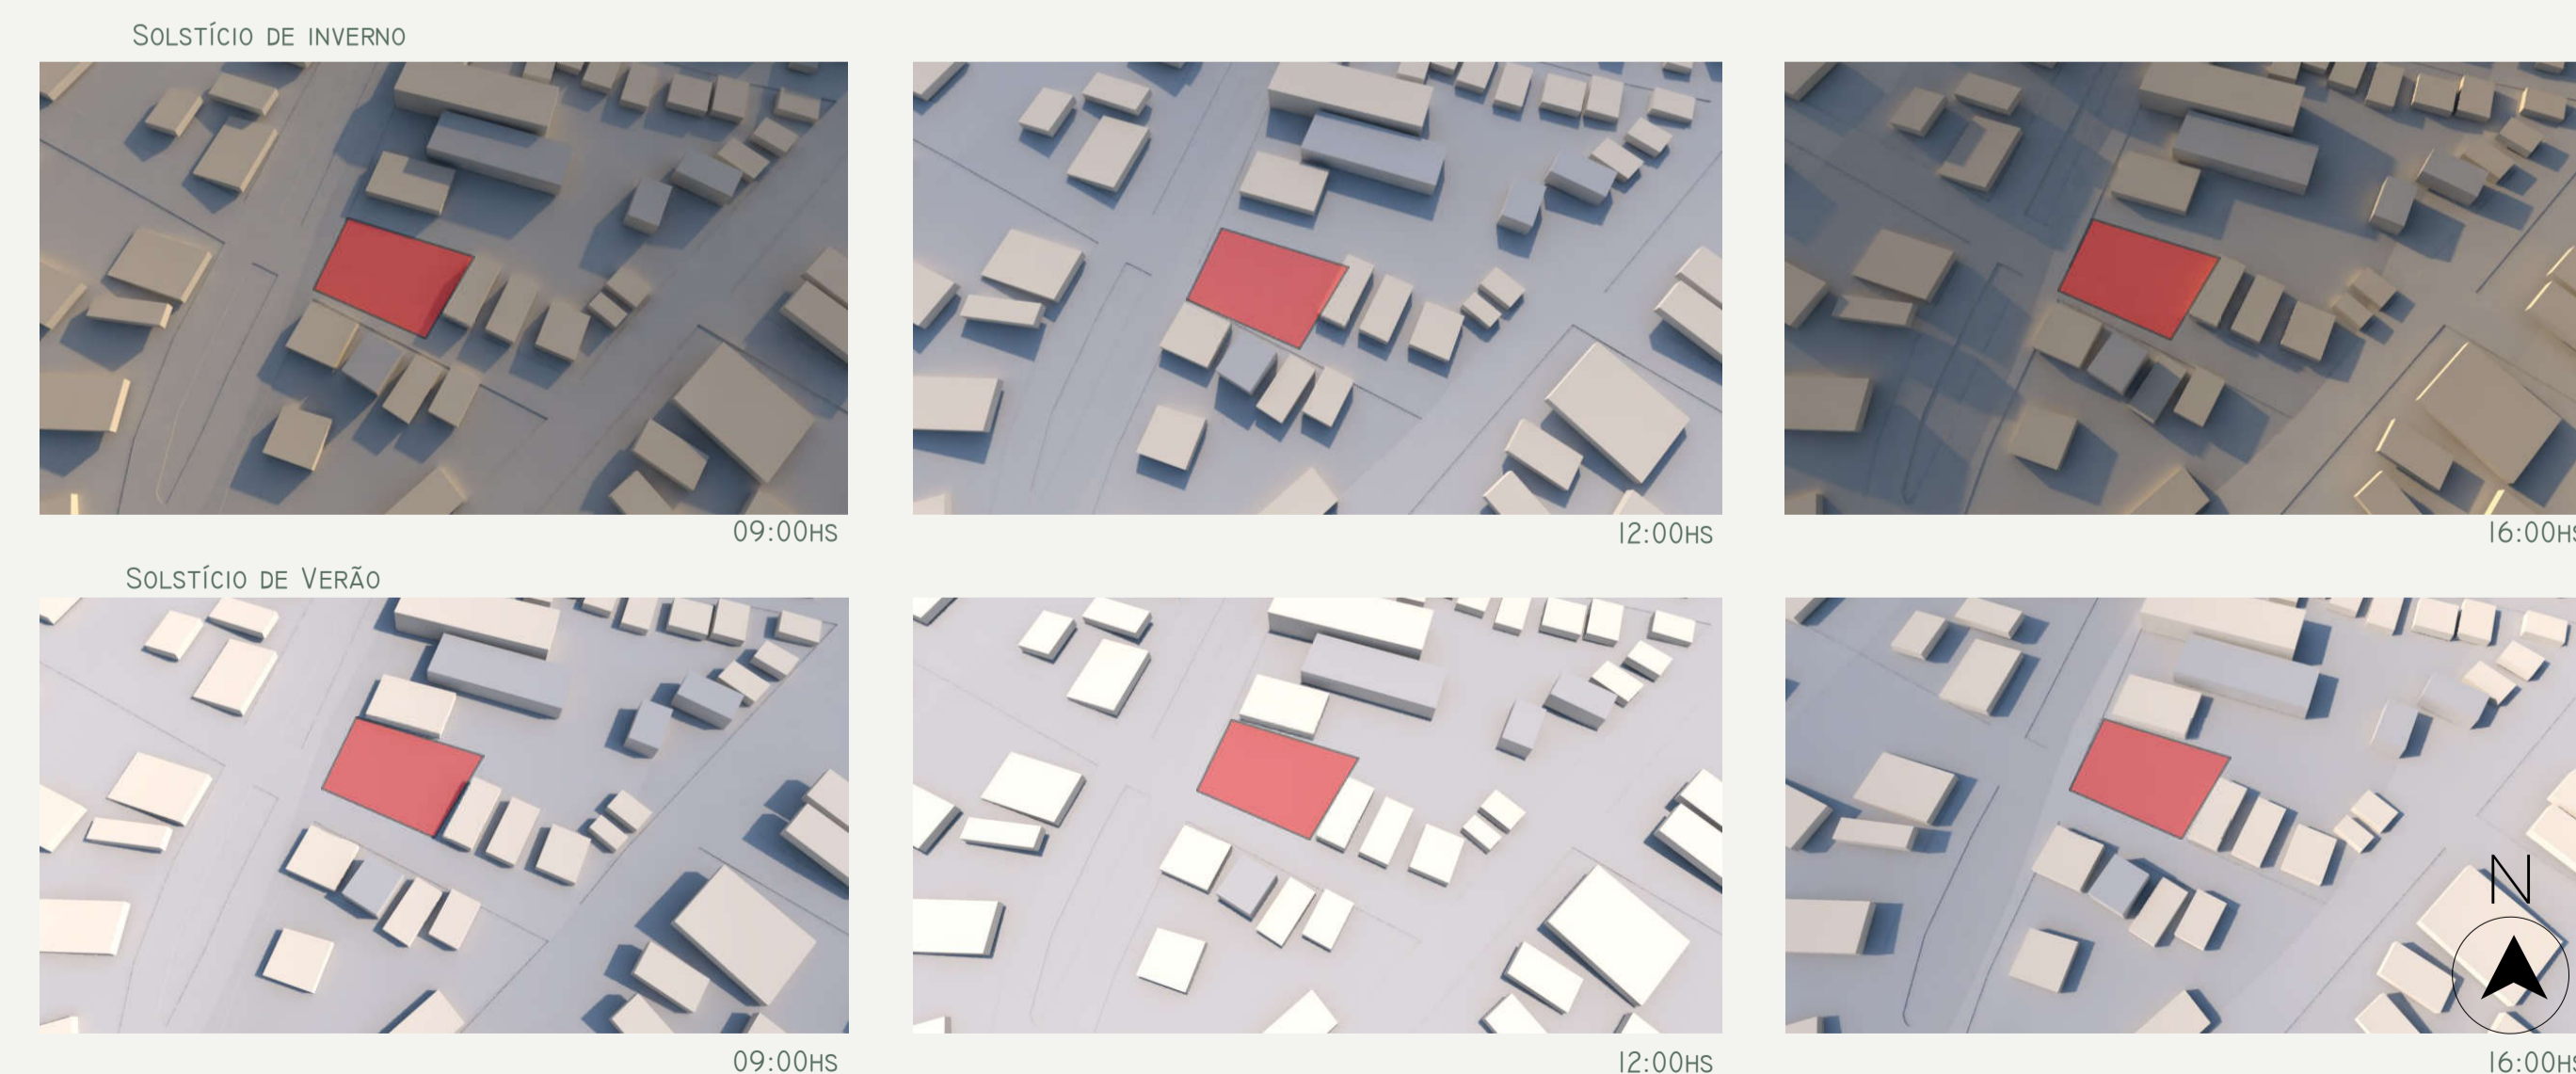 Solstício de inverno
09:00hs
12:00hs
16:00hs
Solstício de Verão
N
09:00hs
12:00hs
16:00hs